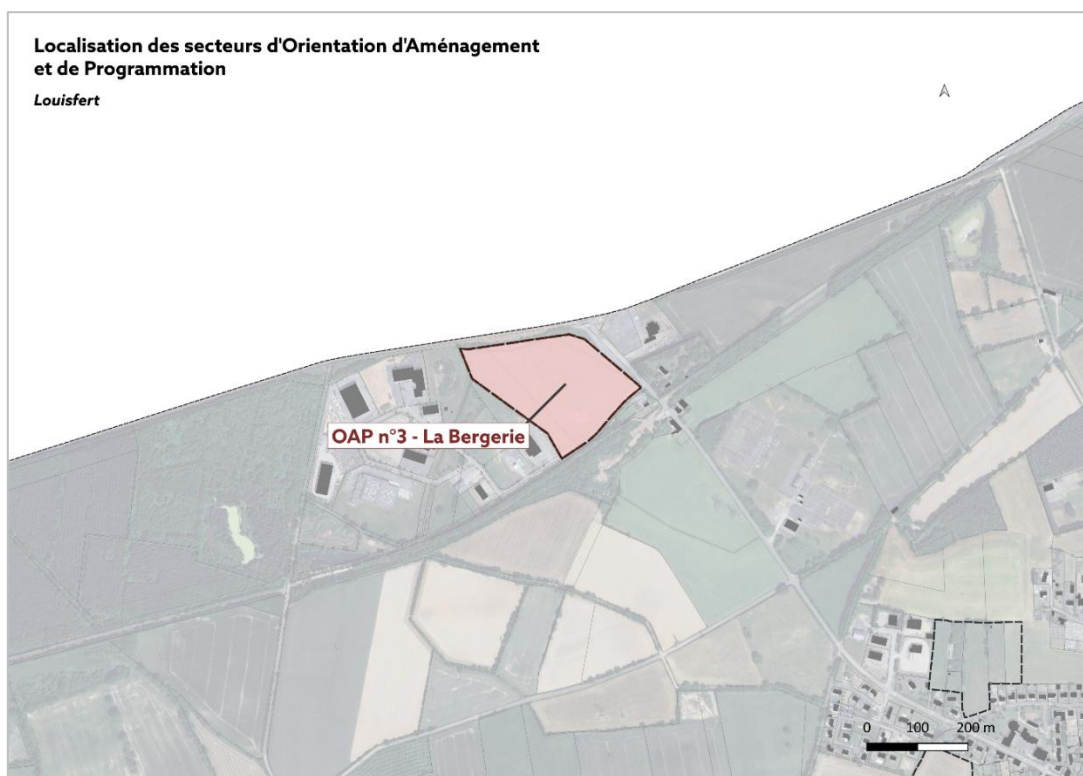 Localisation des secteurs d'Orientation d'Aménagement
et de Programmation
Louisfert
OAP n°3 - La Bergerie
0 100 200 m